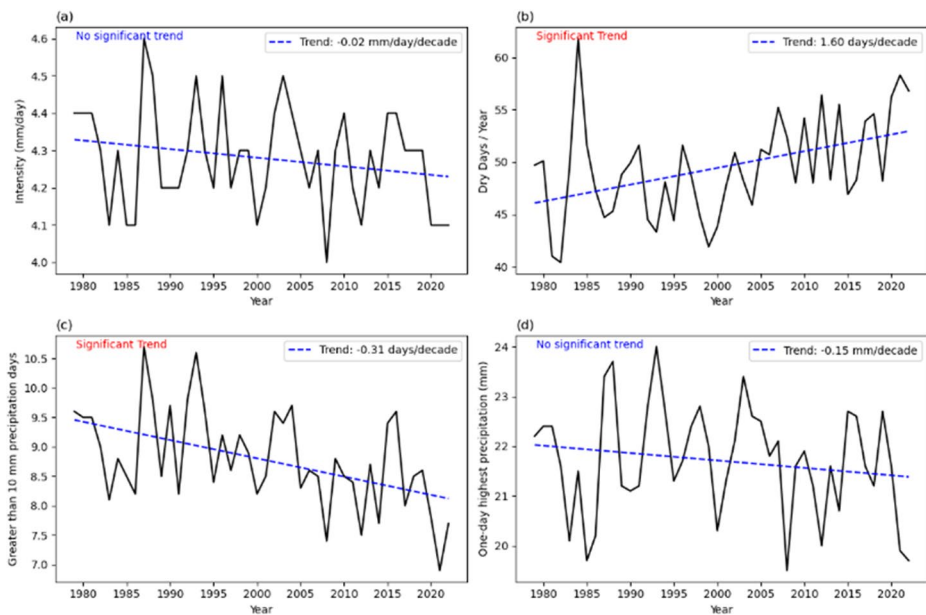 (a)
No significant trend
Trend: -0.02 mm/day/decade
Intensity (mm/day)
4.6
4.5
4.4
4.3
4.2
4.1
4.0
1980 1985 1990 1995 2000 2005 2010 2015 2020
Year
(b)
Significant Trend
Trend: 1.60 days/decade
Dry Days / Year
60
55
50
45
40
1980 1985 1990 1995 2000 2005 2010 2015 2020
Year
(c)
Significant Trend
Trend: -0.31 days/decade
Greater than 10 mm precipitation days
10.5
10.0
9.5
9.0
8.5
8.0
7.5
7.0
1980 1985 1990 1995 2000 2005 2010 2015 2020
Year
(d)
No significant trend
Trend: -0.15 mm/decade
One-day highest precipitation (mm)
24
23
22
21
20
1980 1985 1990 1995 2000 2005 2010 2015 2020
Year